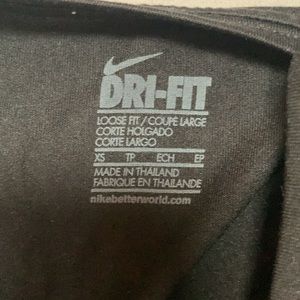 DRI-FIT
LOOSE FIT / COUPE LARGE
CORTE HOLGADO
CORTE LARGO
XS TP ECH EP
MADE IN THAILAND
FABRIQUE EN THAILANDE
nikebetterworld.com